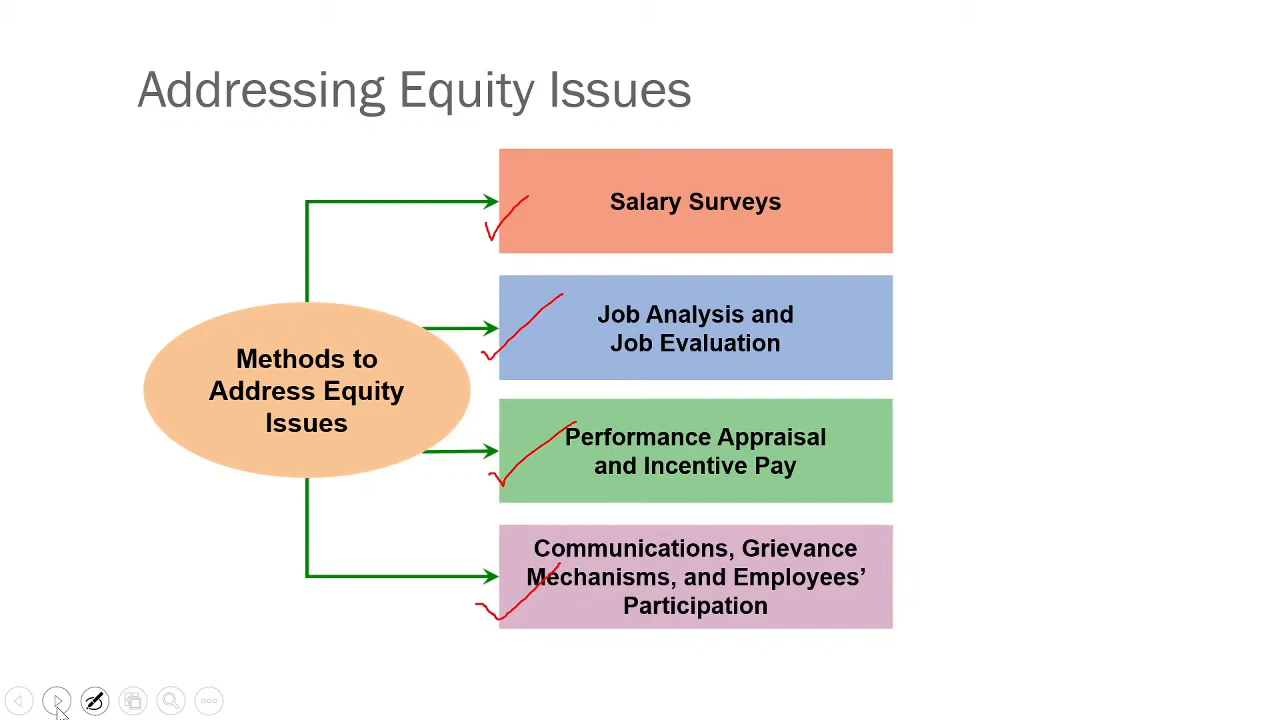 Addressing Equity Issues
Salary Surveys
Job Analysis and
Job Evaluation
Methods to
Address Equity
Issues
Performance Appraisal
and Incentive Pay
Communications, Grievance
Mechanisms, and Employees’
Participation